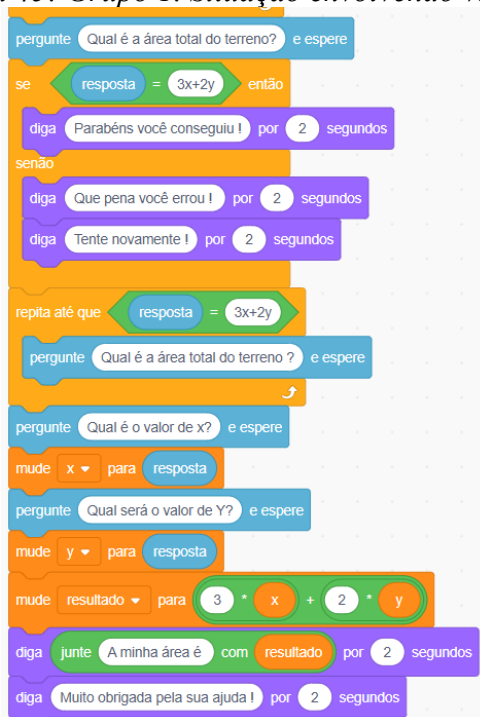 pergunte Qual é a área total do terreno? e espere
se resposta = 3x+2y então
diga Parabéns você conseguiu ! por 2 segundos
senão
diga Que pena você errou ! por 2 segundos
diga Tente novamente ! por 2 segundos
repita até que resposta = 3x+2y
pergunte Qual é a área total do terreno ? e espere
pergunte Qual é o valor de x? e espere
mude x para resposta
pergunte Qual será o valor de Y? e espere
mude y para resposta
mude resultado para 3 * x + 2 * y
diga junte A minha área é com resultado por 2 segundos
diga Muito obrigada pela sua ajuda ! por 2 segundos